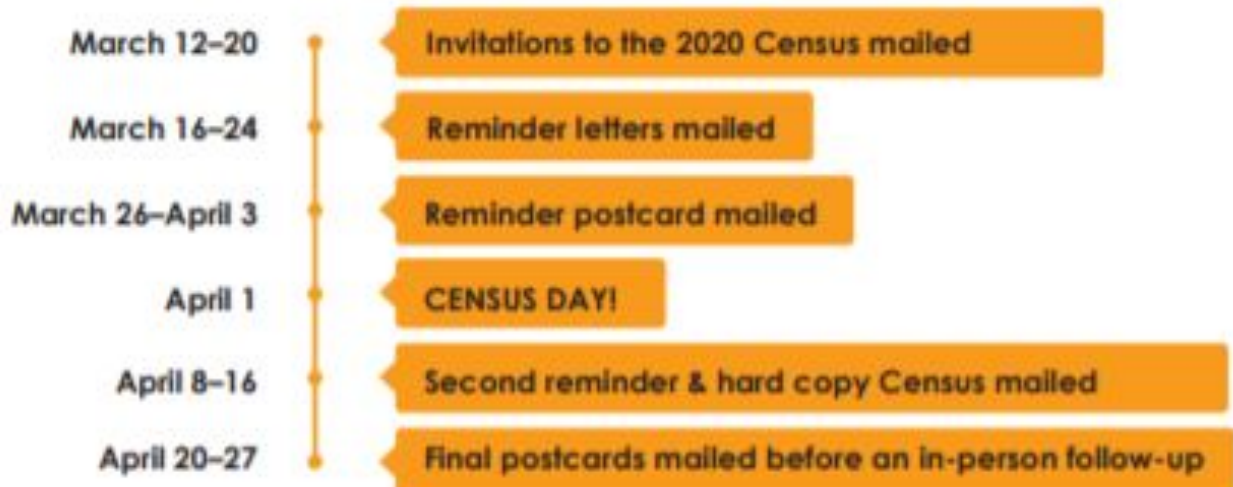 March 12–20 Invitations to the 2020 Census mailed
March 16–24 Reminder letters mailed
March 26–April 3 Reminder postcard mailed
April 1 CENSUS DAY!
April 8–16 Second reminder & hard copy Census mailed
April 20–27 Final postcards mailed before an in-person follow-up